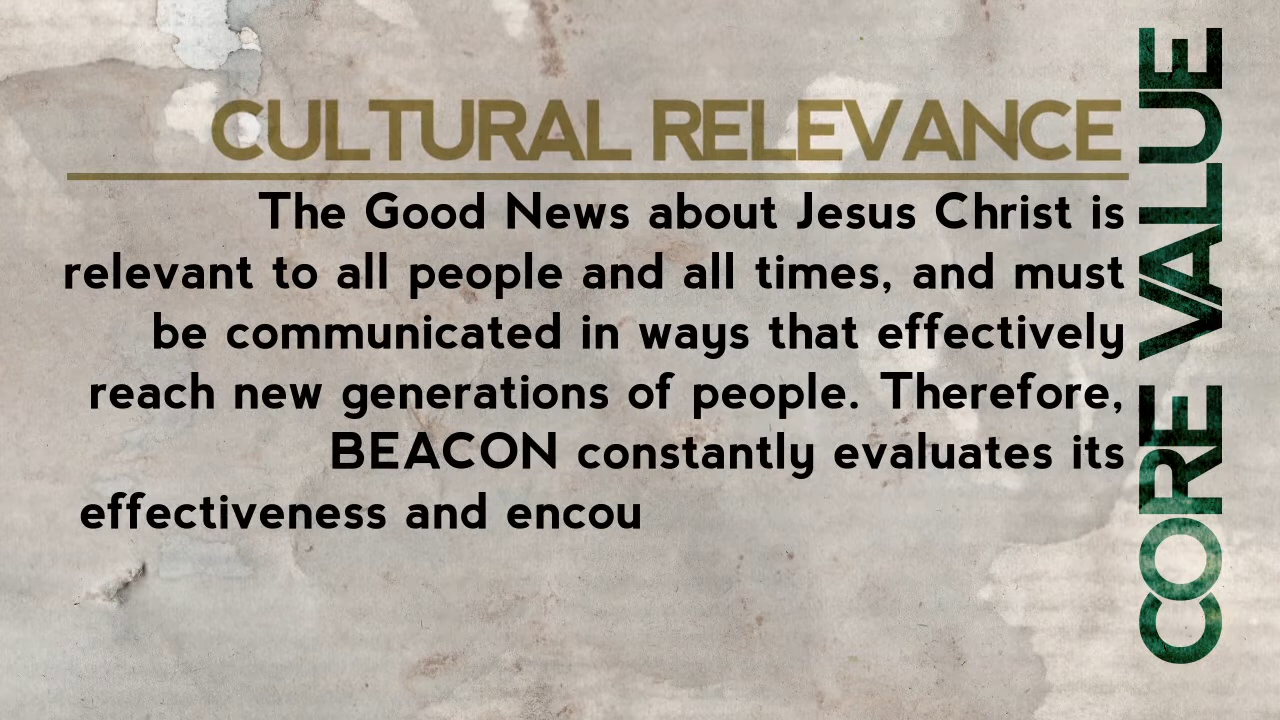 CULTURAL RELEVANCE
The Good News about Jesus Christ is
relevant to all people and all times, and must
be communicated in ways that effectively
reach new generations of people. Therefore,
BEACON constantly evaluates its
effectiveness and encou
CORE VALUE